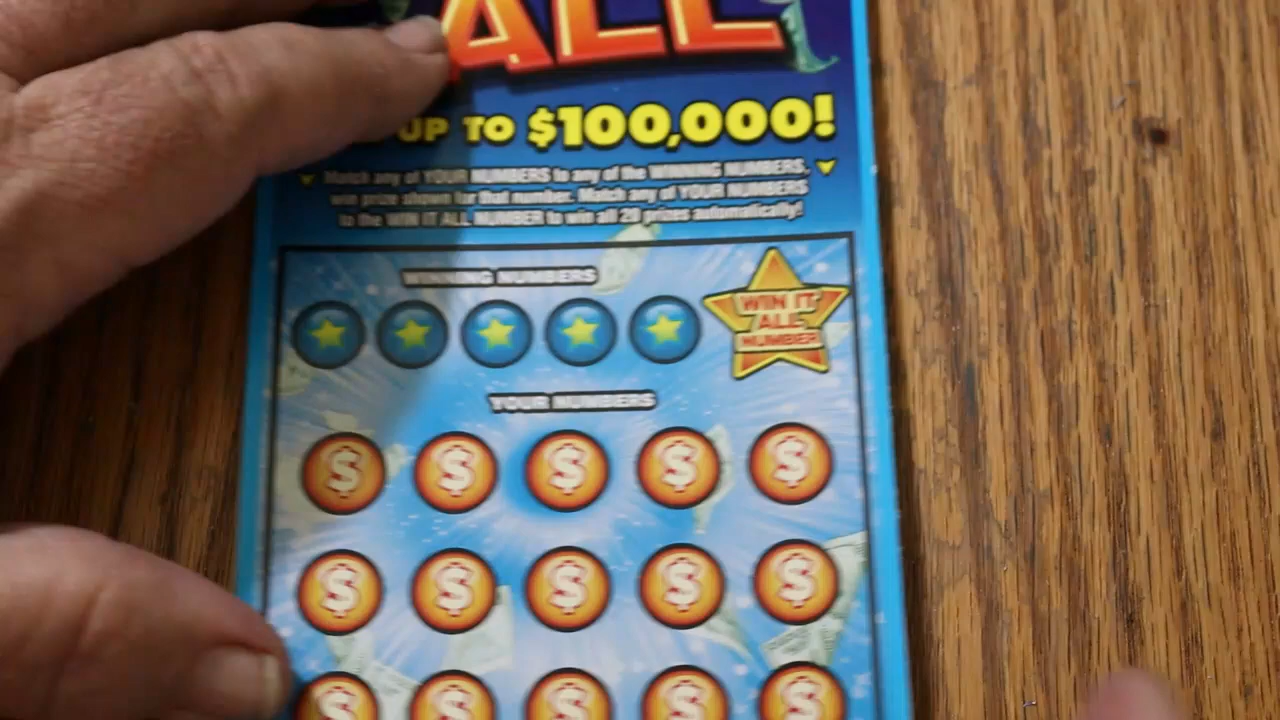 ALL
UP TO $100,000!
Match any of YOUR NUMBERS to any of the WINNING NUMBERS,
win prize shown for that number. Match any of YOUR NUMBERS
to the WIN IT ALL NUMBER to win all 20 prizes automatically!
WINNING NUMBERS
WIN IT
ALL
NUMBER
YOUR NUMBERS
$ $ $ $ $
$ $ $ $ $
$ $ $ $ $